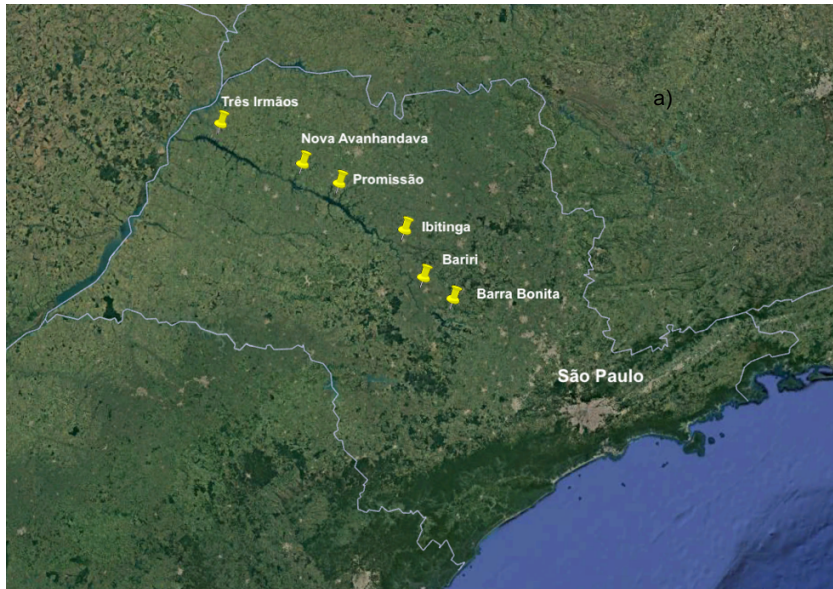 a)
Três Irmãos
Nova Avanhandava
Promissão
Ibitinga
Bariri
Barra Bonita
São Paulo